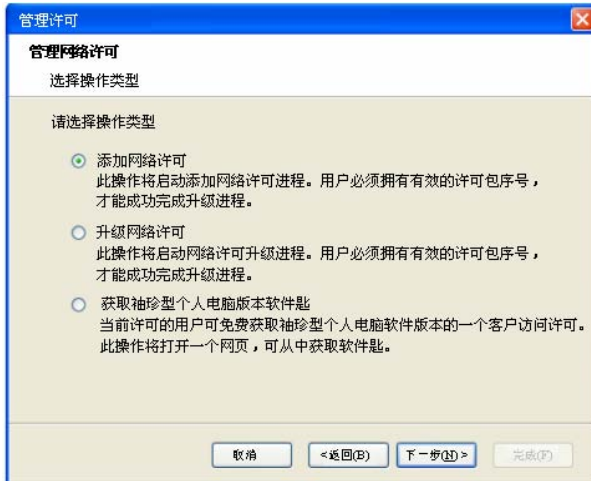 管理许可
管理网络许可
选择操作类型
请选择操作类型
添加网络许可
此操作将启动添加网络许可进程。用户必须拥有有效的许可包序号，
才能成功完成升级进程。
升级网络许可
此操作将启动网络许可升级进程。用户必须拥有有效的许可包序号，
才能成功完成升级进程。
获取袖珍型个人电脑版本软件匙
当前许可的用户可免费获取袖珍型个人电脑软件版本的一个客户访问许可。
此操作将打开一个网页，可从中获取软件匙。
取消 <返回(B) 下一步(N)> 完成(F)